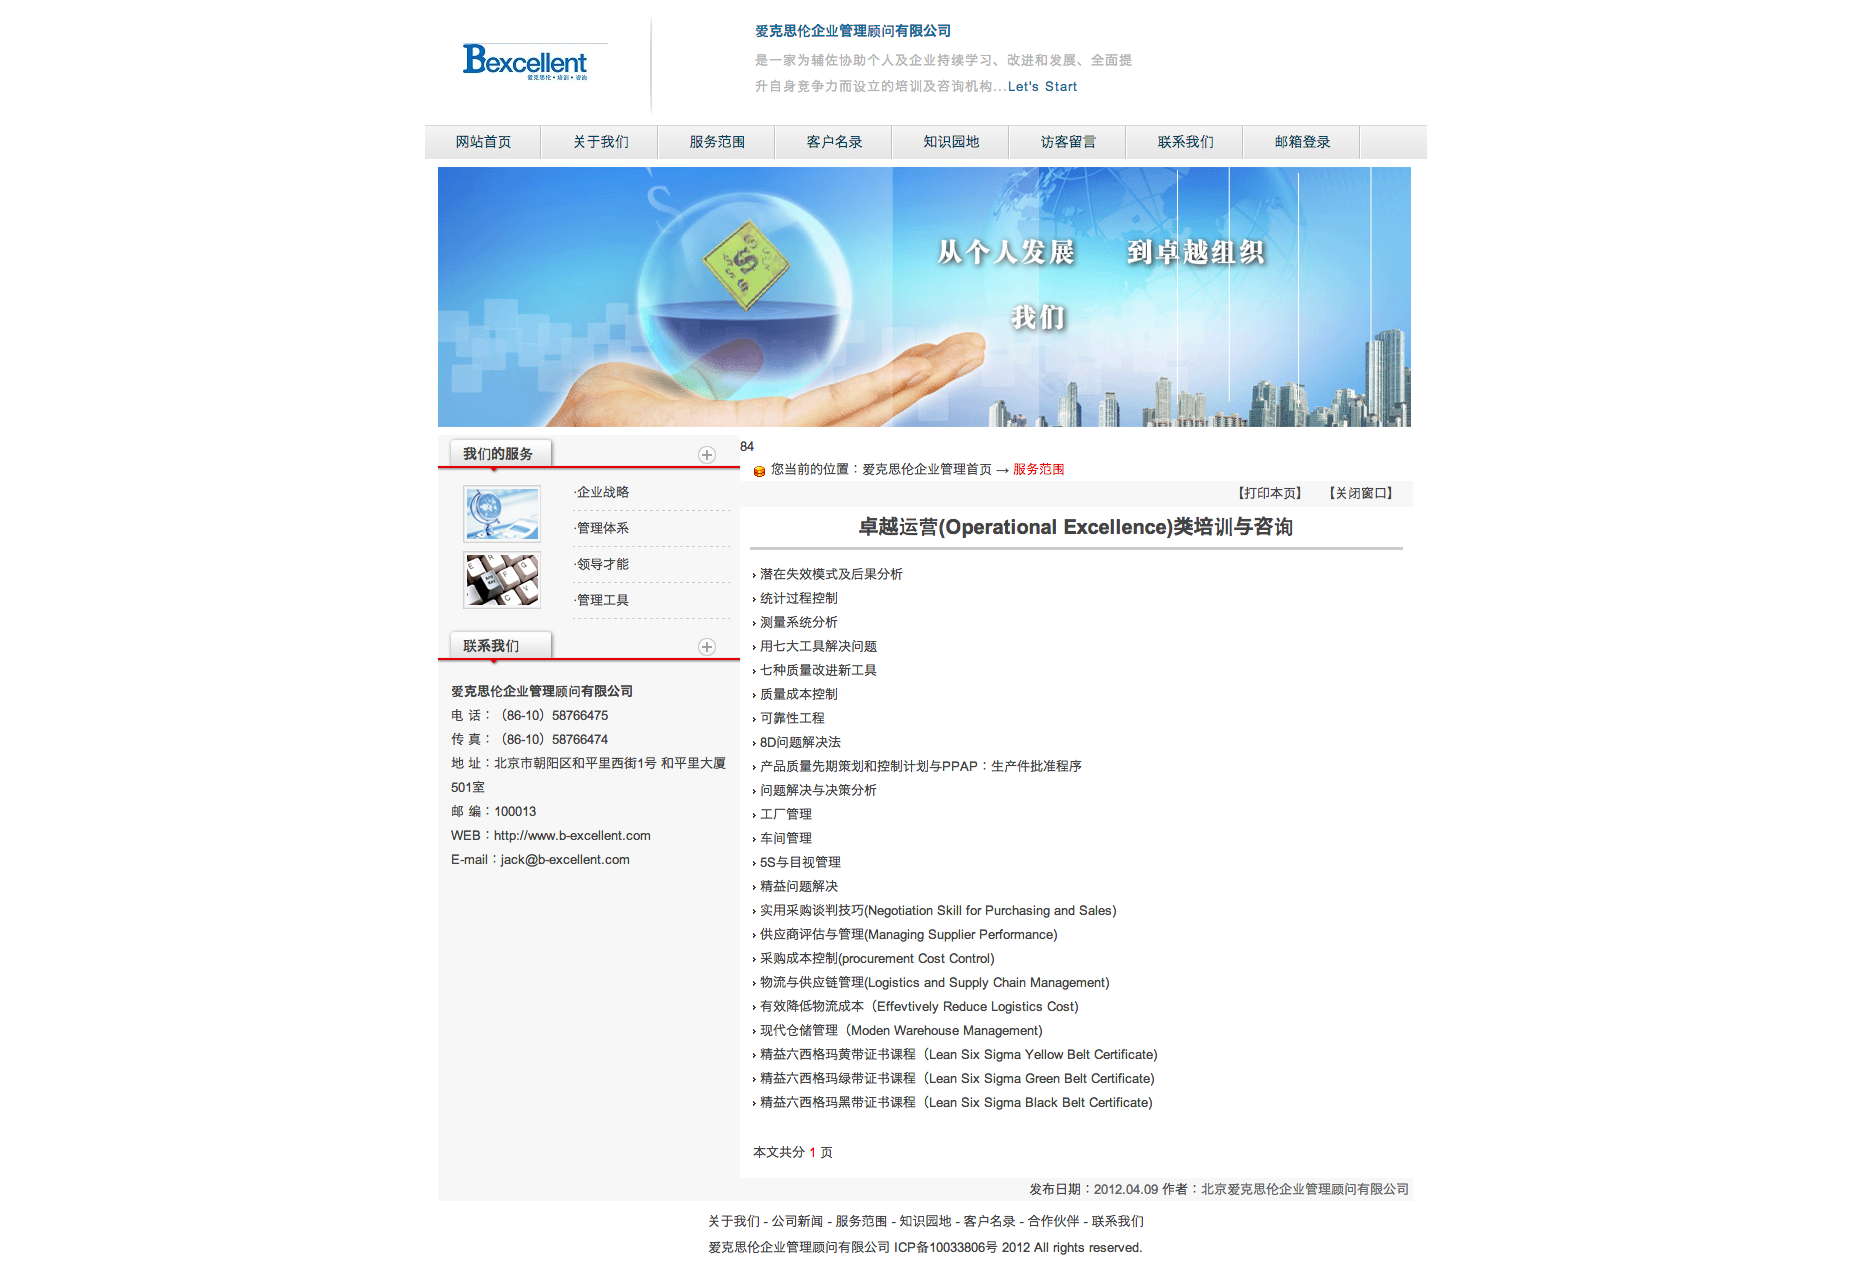 Bexcellent
爱克思伦•培训•咨询
爱克思伦企业管理顾问有限公司
是一家为辅佐协助个人及企业持续学习、改进和发展、全面提
升自身竞争力而设立的培训及咨询机构...Let's Start
网站首页 关于我们 服务范围 客户名录 知识园地 访客留言 联系我们 邮箱登录
从个人发展 到卓越组织
我们
我们的服务
·企业战略
·管理体系
·领导才能
·管理工具
联系我们
爱克思伦企业管理顾问有限公司
电 话：（86-10）58766475
传 真：（86-10）58766474
地 址：北京市朝阳区和平里西街1号 和平里大厦
501室
邮 编：100013
WEB：http://www.b-excellent.com
E-mail：jack@b-excellent.com
84
您当前的位置：爱克思伦企业管理首页 → 服务范围
【打印本页】 【关闭窗口】
卓越运营(Operational Excellence)类培训与咨询
› 潜在失效模式及后果分析
› 统计过程控制
› 测量系统分析
› 用七大工具解决问题
› 七种质量改进新工具
› 质量成本控制
› 可靠性工程
› 8D问题解决法
› 产品质量先期策划和控制计划与PPAP：生产件批准程序
› 问题解决与决策分析
› 工厂管理
› 车间管理
› 5S与目视管理
› 精益问题解决
› 实用采购谈判技巧(Negotiation Skill for Purchasing and Sales)
› 供应商评估与管理(Managing Supplier Performance)
› 采购成本控制(procurement Cost Control)
› 物流与供应链管理(Logistics and Supply Chain Management)
› 有效降低物流成本（Effevtively Reduce Logistics Cost)
› 现代仓储管理（Moden Warehouse Management)
› 精益六西格玛黄带证书课程（Lean Six Sigma Yellow Belt Certificate)
› 精益六西格玛绿带证书课程（Lean Six Sigma Green Belt Certificate)
› 精益六西格玛黑带证书课程（Lean Six Sigma Black Belt Certificate)
本文共分 1 页
发布日期：2012.04.09 作者：北京爱克思伦企业管理顾问有限公司
关于我们 - 公司新闻 - 服务范围 - 知识园地 - 客户名录 - 合作伙伴 - 联系我们
爱克思伦企业管理顾问有限公司 ICP备10033806号 2012 All rights reserved.